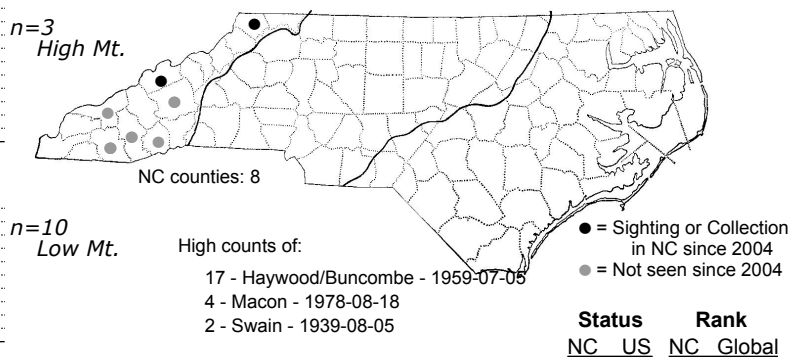 n=3
High Mt.
NC counties: 8
n=10
Low Mt.
High counts of:
17 - Haywood/Buncombe - 1959-07-05
4 - Macon - 1978-08-18
2 - Swain - 1939-08-05
● = Sighting or Collection
in NC since 2004
● = Not seen since 2004
Status Rank
NC US NC Global